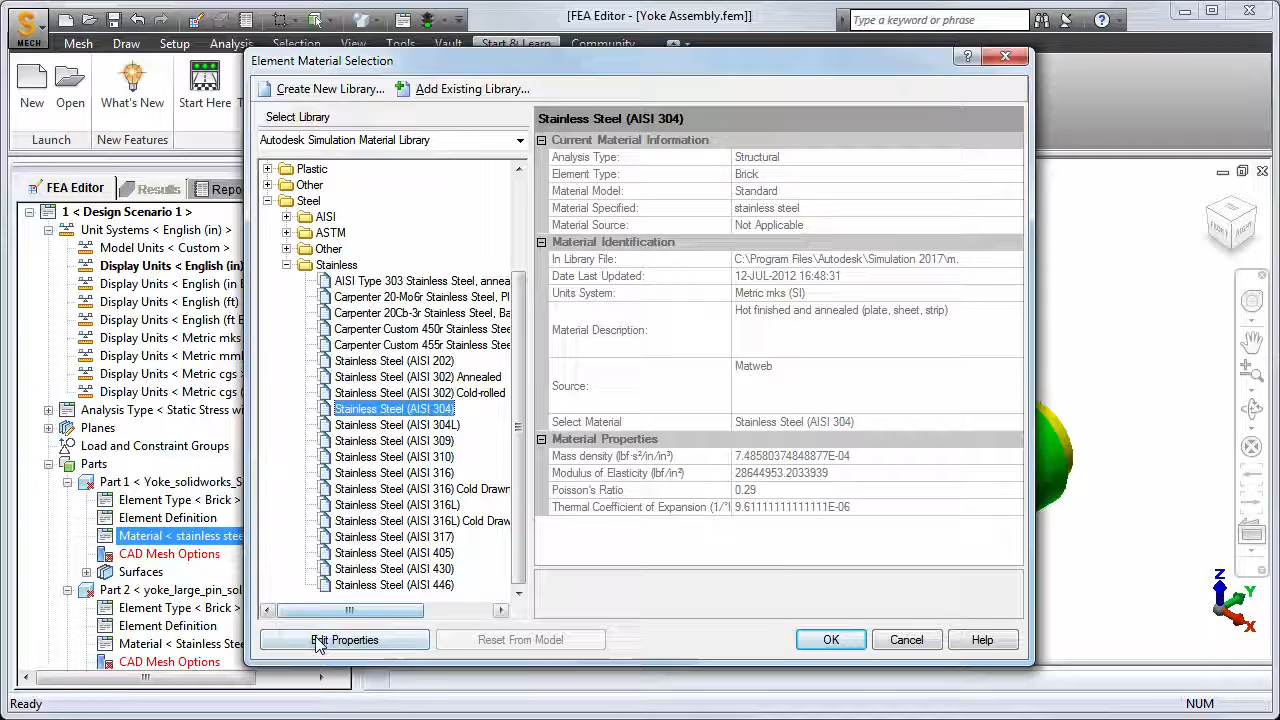 [FEA Editor - [Yoke Assembly.fem]]
Type a keyword or phrase
MECH
Mesh Draw Setup Analysis Selection View Tools Vault Start & Learn Community
New Open What's New Start Here
Launch New Features
Element Material Selection
Create New Library... Add Existing Library...
Select Library
Autodesk Simulation Material Library
Plastic
Other
Steel
AISI
ASTM
Other
Stainless
AISI Type 303 Stainless Steel, annea
Carpenter 20-Mo6r Stainless Steel, Pl
Carpenter 20Cb-3r Stainless Steel, Ba
Carpenter Custom 450r Stainless Stee
Carpenter Custom 455r Stainless Stee
Stainless Steel (AISI 202)
Stainless Steel (AISI 302) Annealed
Stainless Steel (AISI 302) Cold-rolled
Stainless Steel (AISI 304)
Stainless Steel (AISI 304L)
Stainless Steel (AISI 309)
Stainless Steel (AISI 310)
Stainless Steel (AISI 316)
Stainless Steel (AISI 316) Cold Drawn
Stainless Steel (AISI 316L)
Stainless Steel (AISI 316L) Cold Draw
Stainless Steel (AISI 317)
Stainless Steel (AISI 405)
Stainless Steel (AISI 430)
Stainless Steel (AISI 446)
Stainless Steel (AISI 304)
Current Material Information
Analysis Type: Structural
Element Type: Brick
Material Model: Standard
Material Specified: stainless steel
Material Source: Not Applicable
Material Identification
In Library File: C:\Program Files\Autodesk\Simulation 2017\m.
Date Last Updated: 12-JUL-2012 16:48:31
Units System: Metric mks (SI)
Material Description: Hot finished and annealed (plate, sheet, strip)
Source: Matweb
Select Material Stainless Steel (AISI 304)
Material Properties
Mass density (lbf·s²/in/in³) 7.48580374848877E-04
Modulus of Elasticity (lbf/in²) 28644953.2033939
Poisson's Ratio 0.29
Thermal Coefficient of Expansion (1/° 9.61111111111111E-06
Edit Properties Reset From Model OK Cancel Help
FEA Editor Results Repo
1 < Design Scenario 1 >
Unit Systems < English (in) >
Model Units < Custom >
Display Units < English (in)
Display Units < English (in
Display Units < English (ft)
Display Units < English (ft
Display Units < Metric mks
Display Units < Metric mm
Display Units < Metric cgs
Display Units < Metric cgs (
Analysis Type < Static Stress wi
Planes
Load and Constraint Groups
Parts
Part 1 < Yoke_solidworks_S
Element Type < Brick >
Element Definition
Material < stainless stee
CAD Mesh Options
Surfaces
Part 2 < yoke_large_pin_sol
Element Type < Brick >
Element Definition
Material < Stainless Stee
CAD Mesh Options
Z
Y
X
Ready NUM